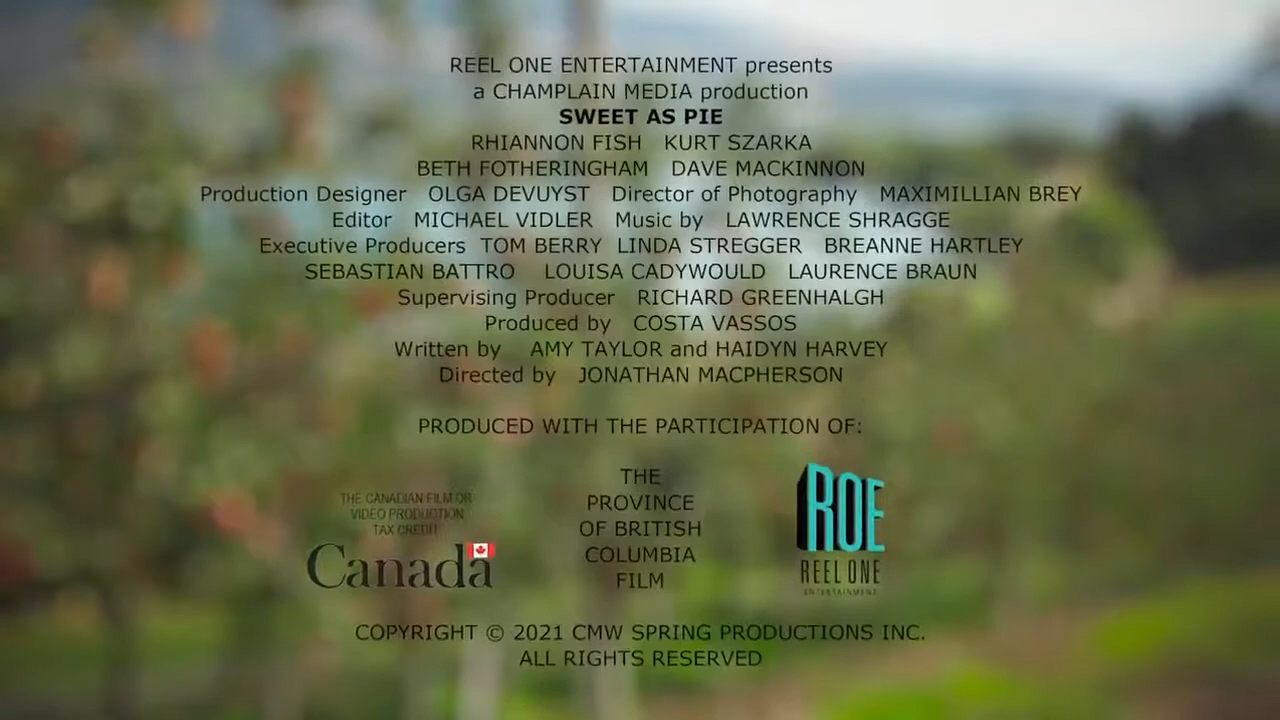 REEL ONE ENTERTAINMENT presents
a CHAMPLAIN MEDIA production
SWEET AS PIE
RHIANNON FISH KURT SZARKA
BETH FOTHERINGHAM DAVE MACKINNON
Production Designer OLGA DEVUYST Director of Photography MAXIMILLIAN BREY
Editor MICHAEL VIDLER Music by LAWRENCE SHRAGGE
Executive Producers TOM BERRY LINDA STREGGER BREANNE HARTLEY
SEBASTIAN BATTRO LOUISA CADYWOULD LAURENCE BRAUN
Supervising Producer RICHARD GREENHALGH
Produced by COSTA VASSOS
Written by AMY TAYLOR and HAIDYN HARVEY
Directed by JONATHAN MACPHERSON
PRODUCED WITH THE PARTICIPATION OF:
THE CANADIAN FILM OR
VIDEO PRODUCTION
TAX CREDIT
Canada
THE
PROVINCE
OF BRITISH
COLUMBIA
FILM
ROE
REEL ONE
ENTERTAINMENT
COPYRIGHT © 2021 CMW SPRING PRODUCTIONS INC.
ALL RIGHTS RESERVED